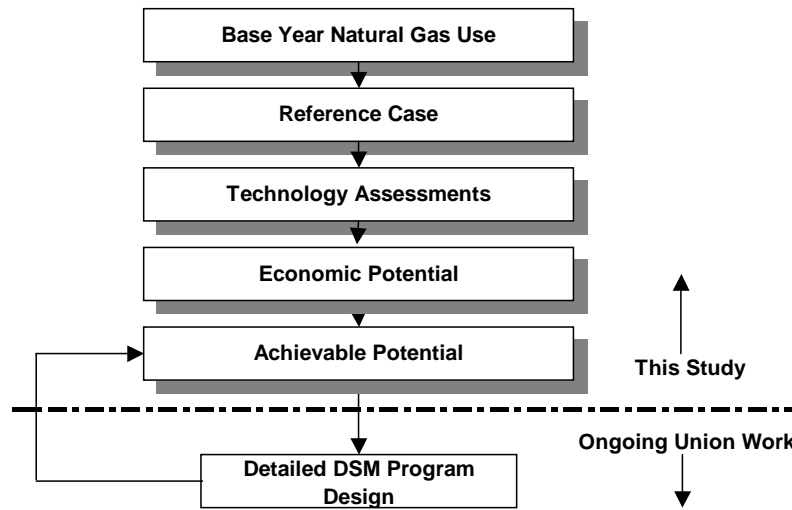 Base Year Natural Gas Use
Reference Case
Technology Assessments
Economic Potential
Achievable Potential
This Study
Ongoing Union Work
Detailed DSM Program
Design